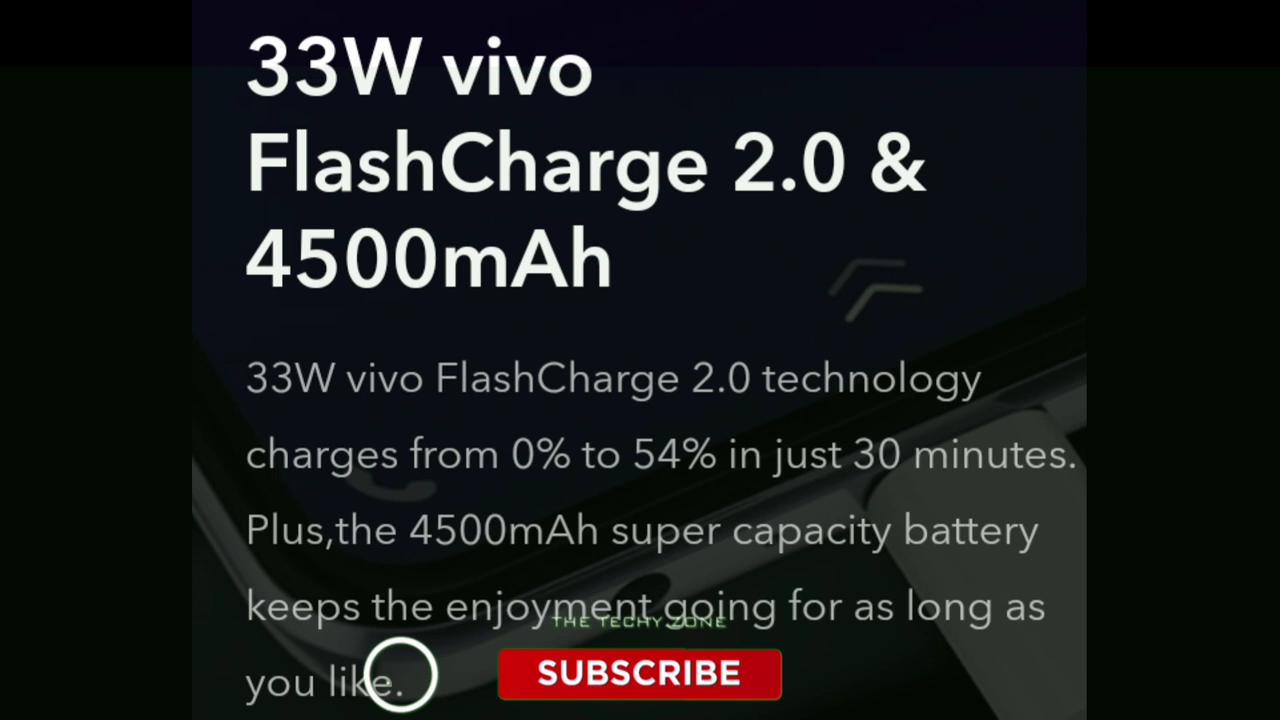 33W vivo
FlashCharge 2.0 &
4500mAh
33W vivo FlashCharge 2.0 technology
charges from 0% to 54% in just 30 minutes.
Plus,the 4500mAh super capacity battery
keeps the enjoyment going for as long as
THE TECHY ZONE
you like.
SUBSCRIBE